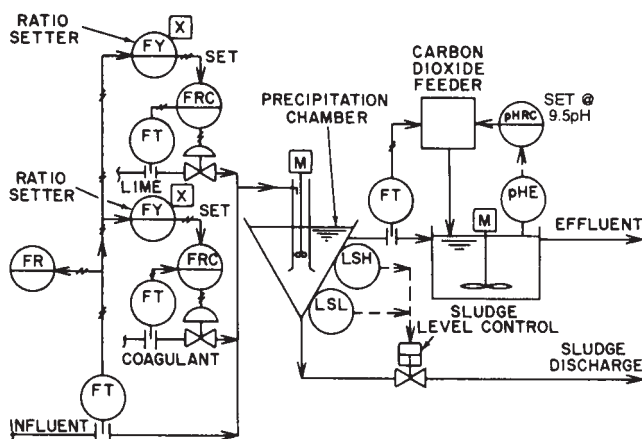 RATIO
SETTER
FY
X
SET
FRC
FT
LIME
RATIO
SETTER
FY
X
SET
FRC
FT
COAGULANT
FR
FT
INFLUENT
PRECIPITATION
CHAMBER
M
LSH
LSL
FT
CARBON
DIOXIDE
FEEDER
pHRC
SET @
9.5pH
pHE
M
EFFLUENT
SLUDGE
LEVEL CONTROL
SLUDGE
DISCHARGE